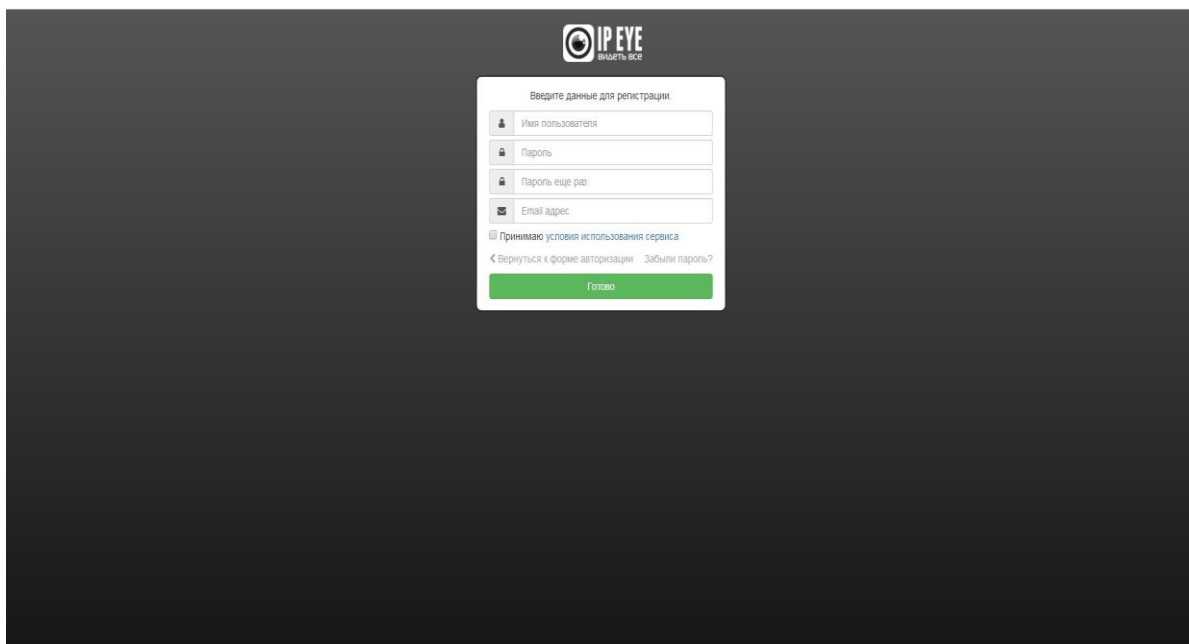 IP EYE
видеть все
Введите данные для регистрации
Имя пользователя
Пароль
Пароль еще раз
Email адрес
Принимаю условия использования сервиса
Вернуться к форме авторизации Забыли пароль?
Готово